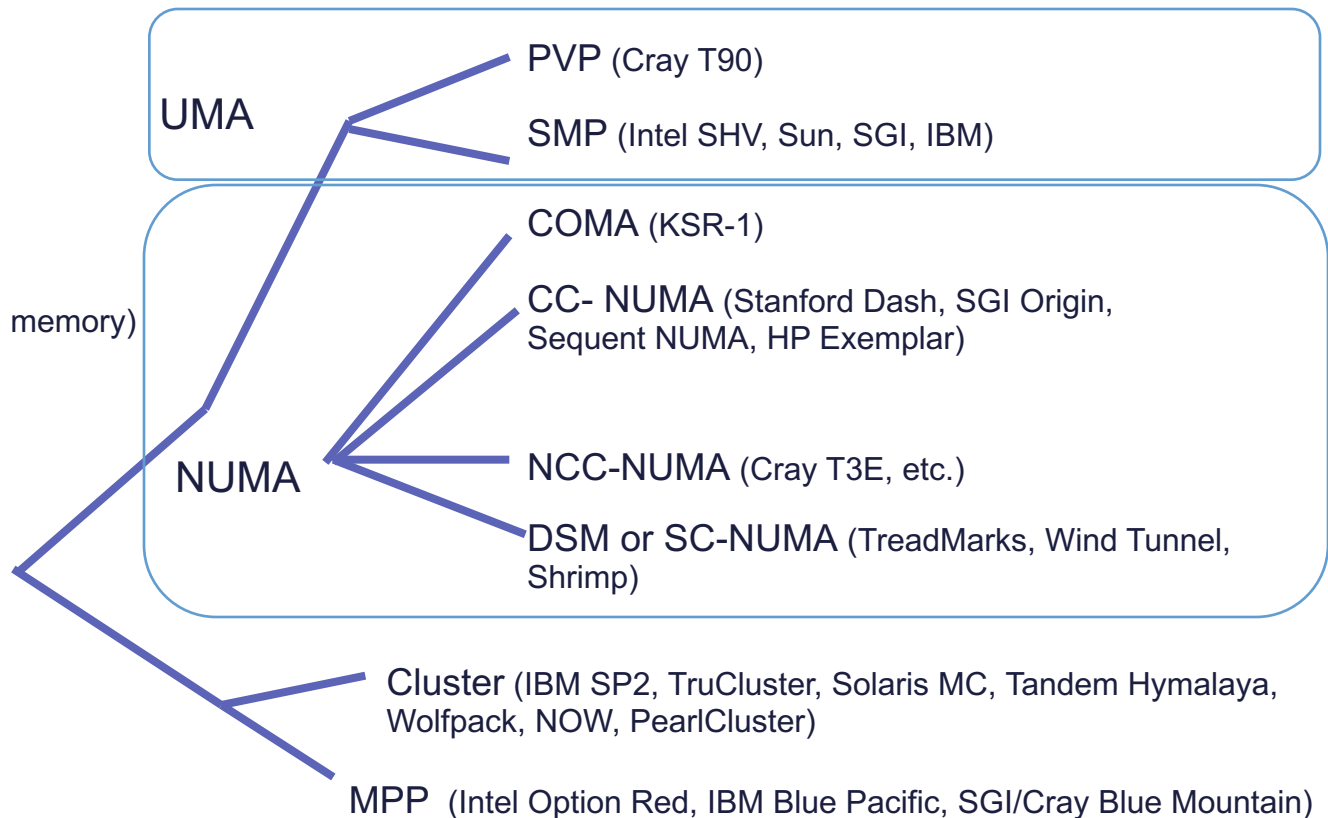 PVP (Cray T90)
UMA
SMP (Intel SHV, Sun, SGI, IBM)
COMA (KSR-1)
CC- NUMA (Stanford Dash, SGI Origin,
Sequent NUMA, HP Exemplar)
memory)
NUMA
NCC-NUMA (Cray T3E, etc.)
DSM or SC-NUMA (TreadMarks, Wind Tunnel,
Shrimp)
Cluster (IBM SP2, TruCluster, Solaris MC, Tandem Hymalaya,
Wolfpack, NOW, PearlCluster)
MPP (Intel Option Red, IBM Blue Pacific, SGI/Cray Blue Mountain)